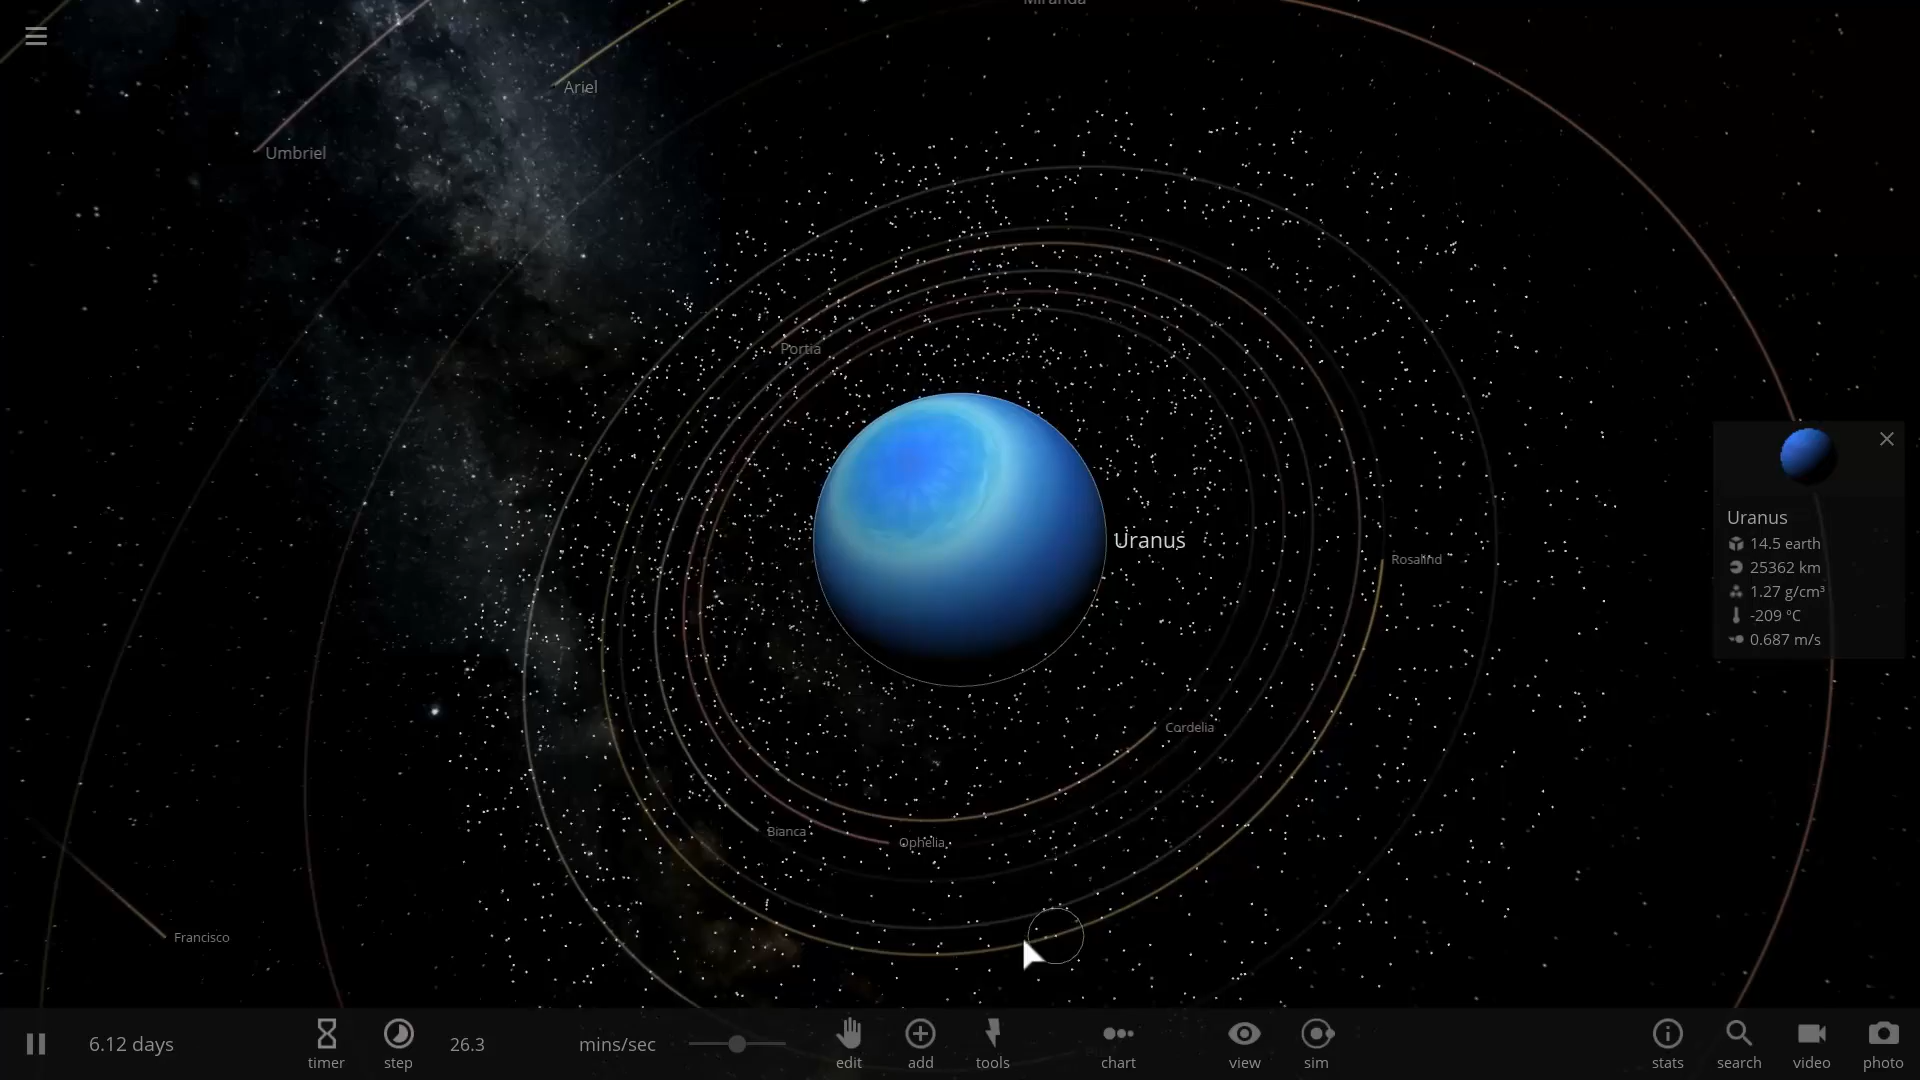 Miranda
Ariel
Umbriel
Portia
Uranus
Rosalind
Cordelia
Bianca
Ophelia
Francisco
Uranus
14.5 earth
25362 km
1.27 g/cm³
-209 °C
0.687 m/s
6.12 days
timer
step
26.3
mins/sec
edit
add
tools
chart
view
sim
stats
search
video
photo